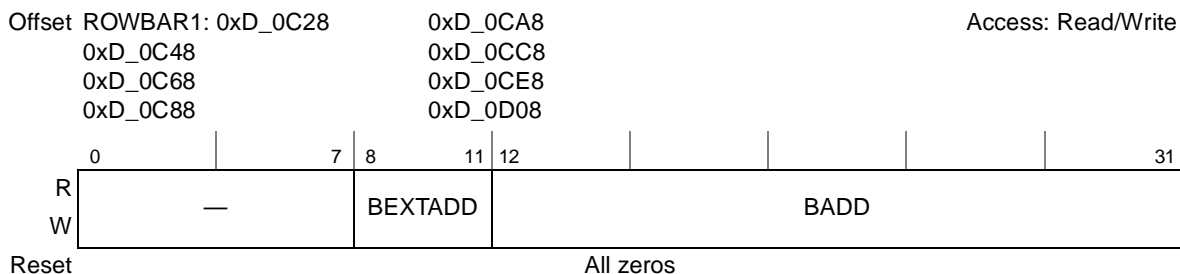 Offset ROWBAR1: 0xD_0C28 0xD_0CA8 Access: Read/Write
0xD_0C48 0xD_0CC8
0xD_0C68 0xD_0CE8
0xD_0C88 0xD_0D08
0 7 8 11 12 31
R
— BEXTADD BADD
W
Reset All zeros